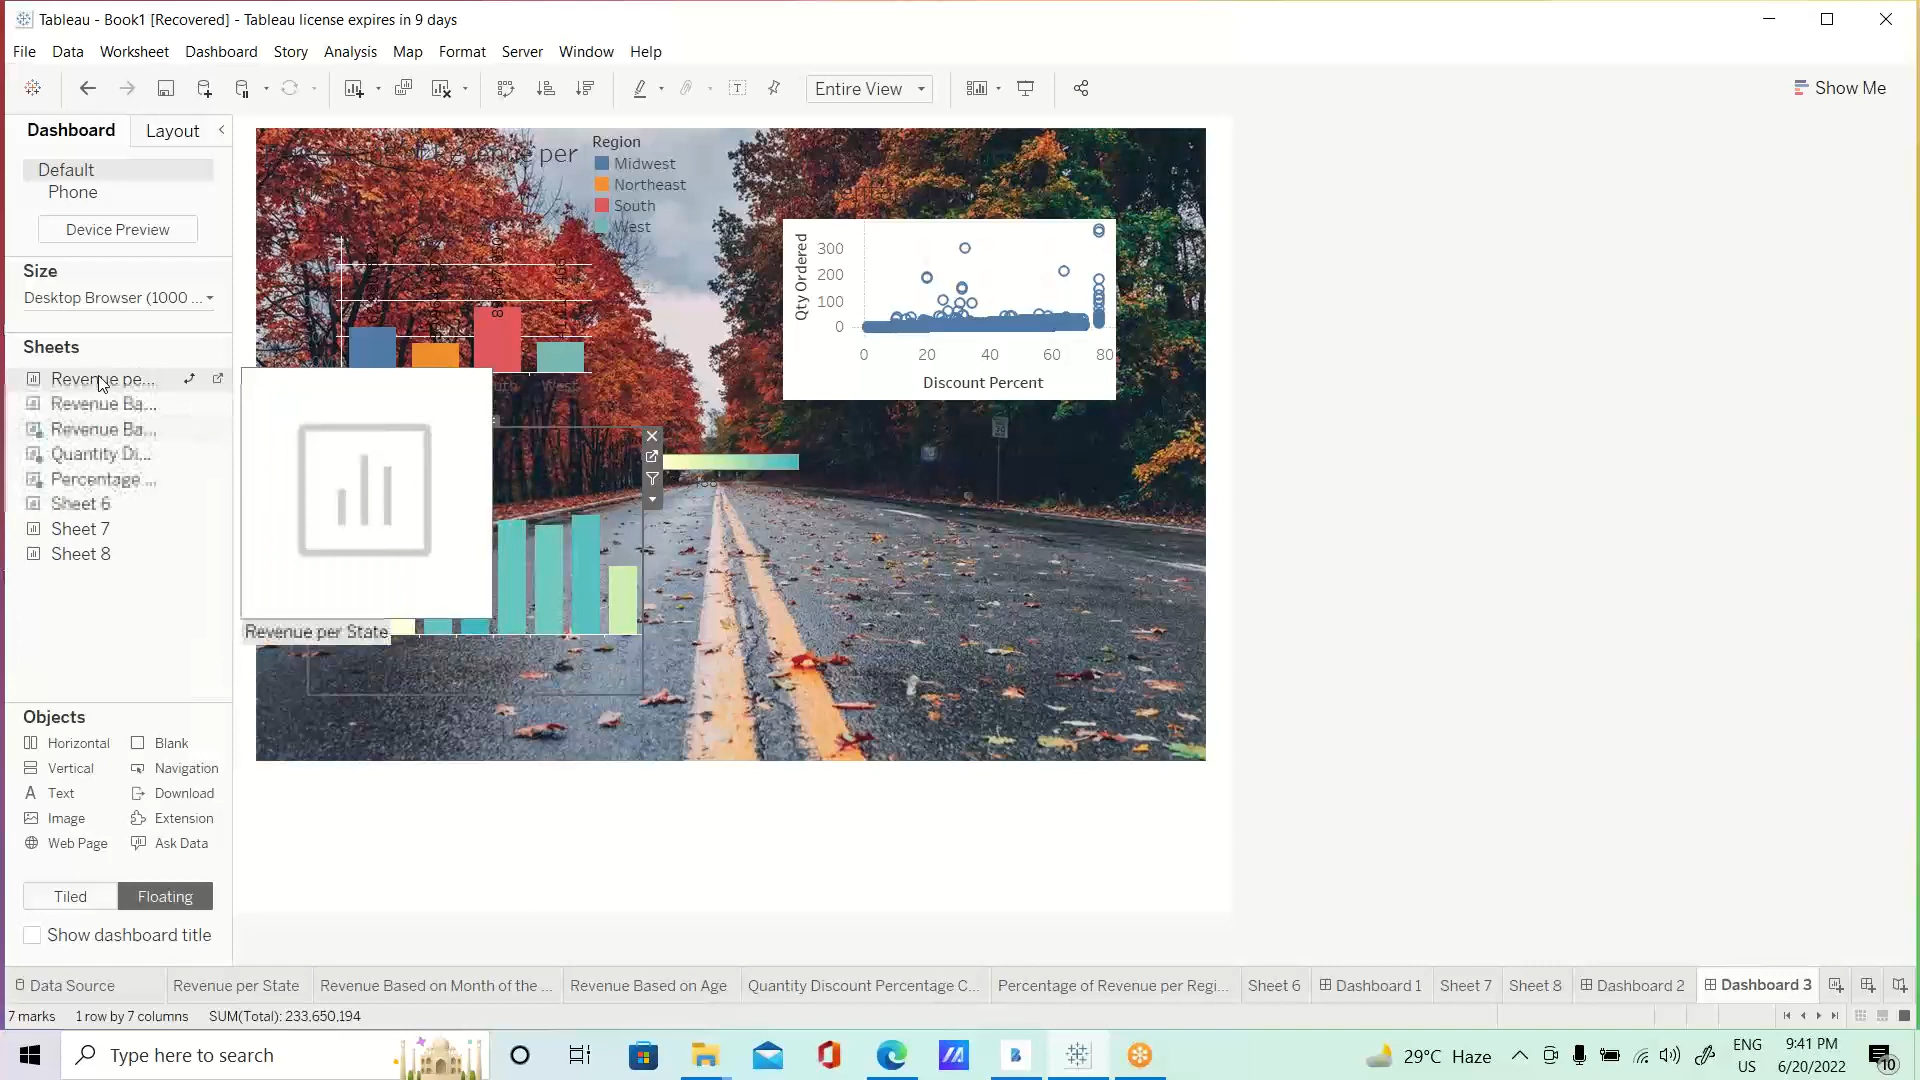 Tableau - Book1 [Recovered] - Tableau license expires in 9 days
File Data Worksheet Dashboard Story Analysis Map Format Server Window Help
Entire View
Show Me
Dashboard Layout
Default
Phone
Device Preview
Size
Desktop Browser (1000 ...
Sheets
Revenue pe...
Revenue Ba...
Revenue Ba...
Quantity Di...
Percentage ...
Sheet 6
Sheet 7
Sheet 8
Objects
Horizontal Blank
Vertical Navigation
Text Download
Image Extension
Web Page Ask Data
Tiled Floating
Show dashboard title
Revenue per
Region
Midwest
Northeast
South
West
West
Revenue per State
Qty Ordered
300
200
100
0
0 20 40 60 80
Discount Percent
Data Source Revenue per State Revenue Based on Month of the ... Revenue Based on Age Quantity Discount Percentage C... Percentage of Revenue per Regi... Sheet 6 Dashboard 1 Sheet 7 Sheet 8 Dashboard 2 Dashboard 3
7 marks 1 row by 7 columns SUM(Total): 233,650,194
Type here to search
29°C Haze
ENG
US
9:41 PM
6/20/2022
10